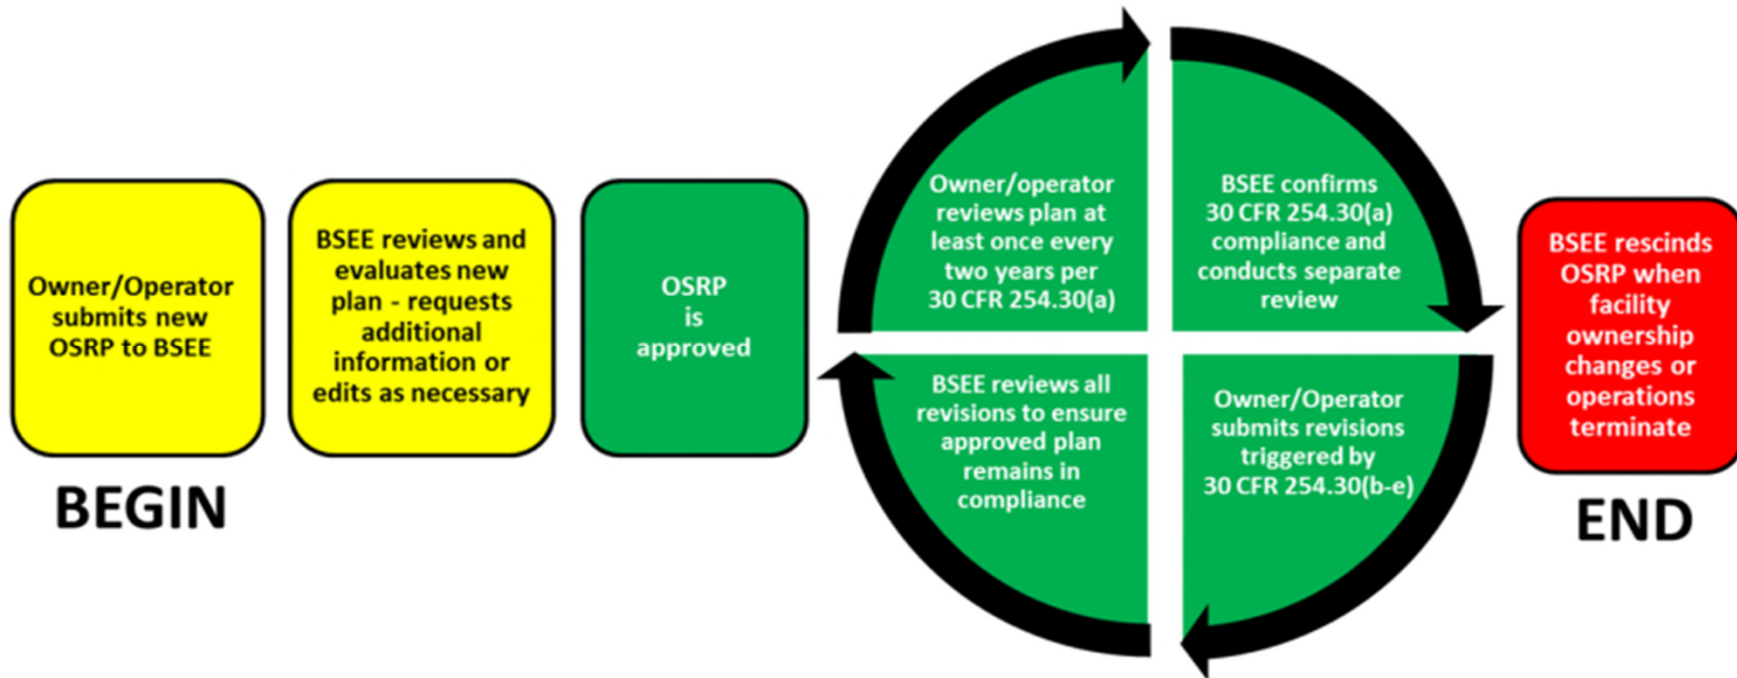 Owner/Operator
submits new
OSRP to BSEE
BEGIN
BSEE reviews and
evaluates new
plan - requests
additional
information or
edits as necessary
OSRP
is
approved
Owner/operator
reviews plan at
least once every
two years per
30 CFR 254.30(a)
BSEE confirms
30 CFR 254.30(a)
compliance and
conducts separate
review
Owner/Operator
submits revisions
triggered by
30 CFR 254.30(b-e)
BSEE reviews all
revisions to ensure
approved plan
remains in
compliance
BSEE rescinds
OSRP when
facility
ownership
changes or
operations
terminate
END